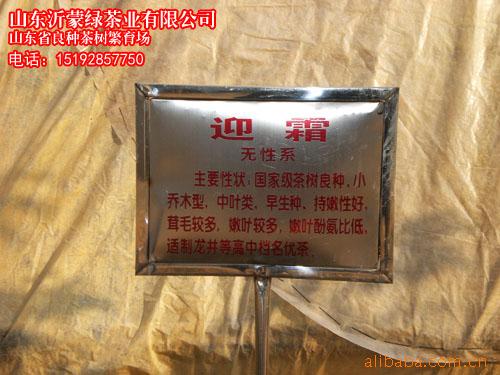 山东沂蒙绿茶业有限公司
山东省良种茶树繁育场
电话：15192857750
迎霜
无性系
主要性状：国家级茶树良种、小
乔木型、中叶类、早生种、持嫩性好，
茸毛较多，嫩叶较多，嫩叶酚氨比低，
适制龙井等高中档名优茶。
alibaba.com.cn